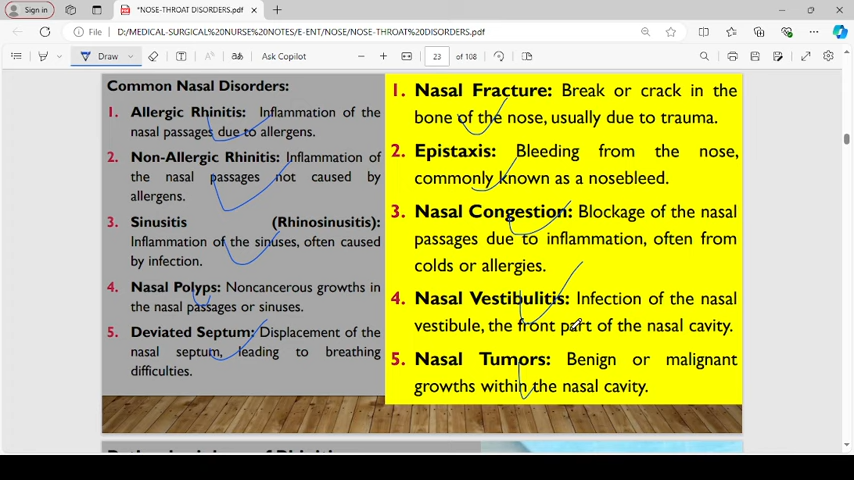 Sign in
*NOSE-THROAT DISORDERS.pdf
File
D:/MEDICAL-SURGICAL%20NURSE%20NOTES/E-ENT/NOSE/NOSE-THROAT%20DISORDERS.pdf
Draw
Ask Copilot
23 of 108
Common Nasal Disorders:
1. Allergic Rhinitis: Inflammation of the
nasal passages due to allergens.
2. Non-Allergic Rhinitis: Inflammation of
the nasal passages not caused by
allergens.
3. Sinusitis (Rhinosinusitis):
Inflammation of the sinuses, often caused
by infection.
4. Nasal Polyps: Noncancerous growths in
the nasal passages or sinuses.
5. Deviated Septum: Displacement of the
nasal septum, leading to breathing
difficulties.
1. Nasal Fracture: Break or crack in the
bone of the nose, usually due to trauma.
2. Epistaxis: Bleeding from the nose,
commonly known as a nosebleed.
3. Nasal Congestion: Blockage of the nasal
passages due to inflammation, often from
colds or allergies.
4. Nasal Vestibulitis: Infection of the nasal
vestibule, the front part of the nasal cavity.
5. Nasal Tumors: Benign or malignant
growths within the nasal cavity.